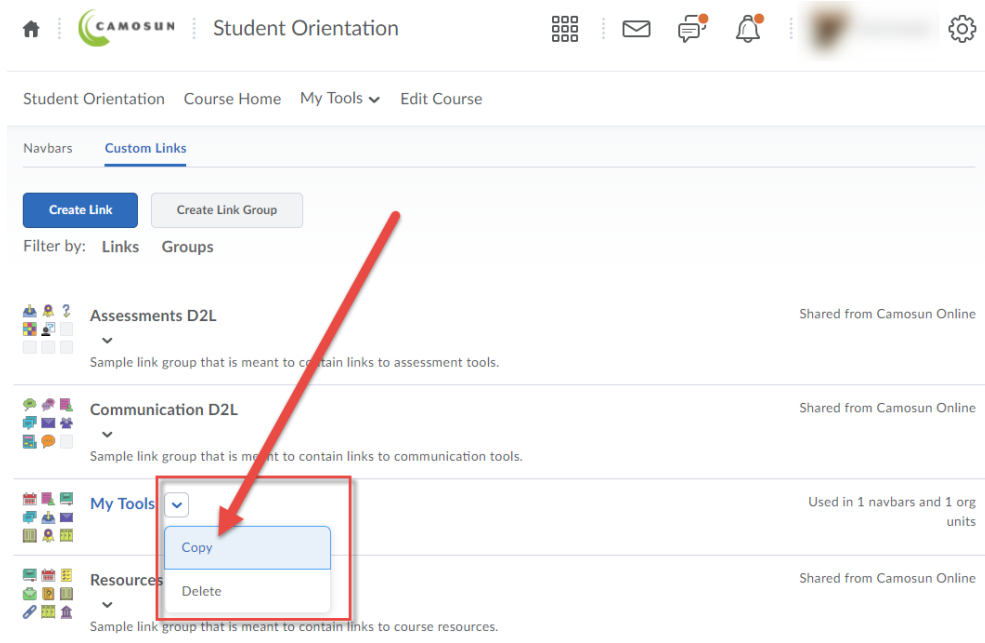 CAMOSUN Student Orientation
Student Orientation Course Home My Tools Edit Course
Navbars Custom Links
Create Link Create Link Group
Filter by: Links Groups
Assessments D2L Shared from Camosun Online
Sample link group that is meant to contain links to assessment tools.
Communication D2L Shared from Camosun Online
Sample link group that is meant to contain links to communication tools.
My Tools Used in 1 navbars and 1 org
units
Copy
Resources Shared from Camosun Online
Delete
Sample link group that is meant to contain links to course resources.